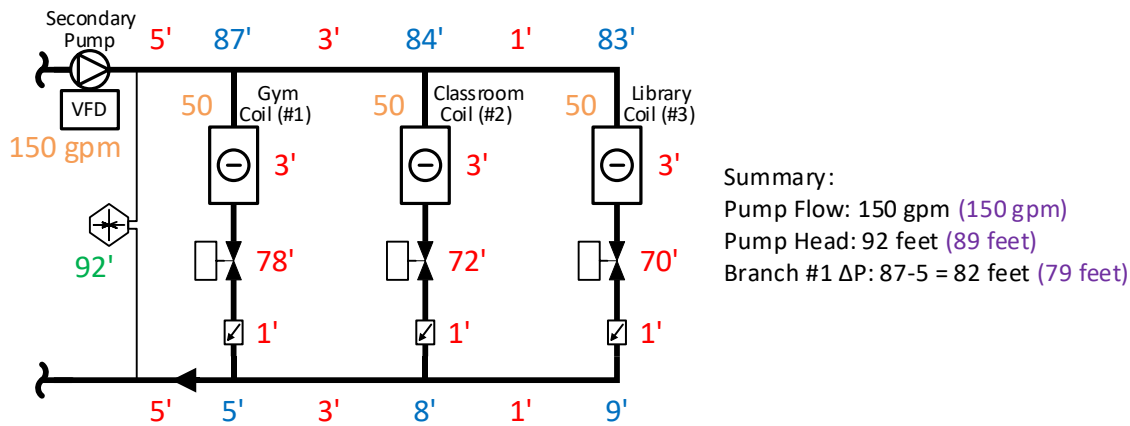 Secondary
Pump
5' 87' 3' 84' 1' 83'
VFD
150 gpm
50 Gym
Coil (#1)
50 Classroom
Coil (#2)
50 Library
Coil (#3)
3' 3' 3'
92'
78' 72' 70'
1' 1' 1'
5' 5' 3' 8' 1' 9'
Summary:
Pump Flow: 150 gpm (150 gpm)
Pump Head: 92 feet (89 feet)
Branch #1 ΔP: 87-5 = 82 feet (79 feet)